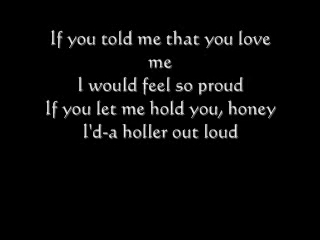 If you told me that you love
me
I would feel so proud
If you let me hold you, honey
I'd-a holler out loud